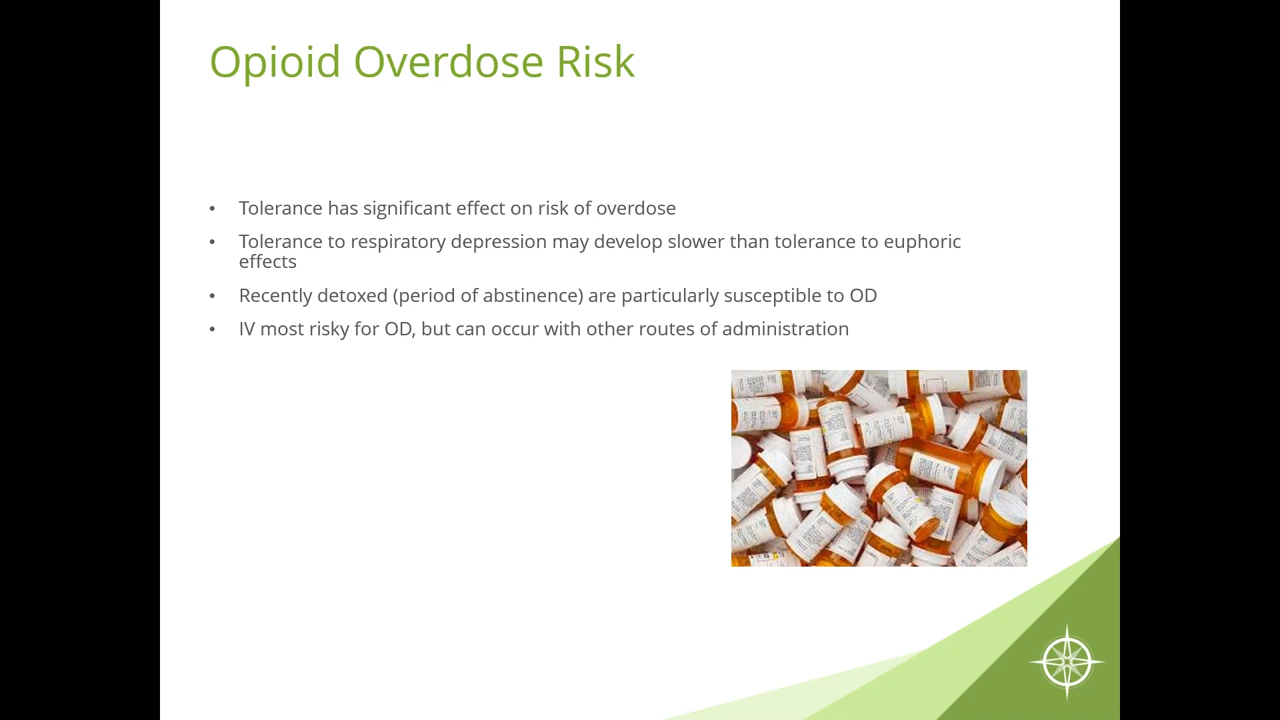 Opioid Overdose Risk
• Tolerance has significant effect on risk of overdose
• Tolerance to respiratory depression may develop slower than tolerance to euphoric
effects
• Recently detoxed (period of abstinence) are particularly susceptible to OD
• IV most risky for OD, but can occur with other routes of administration